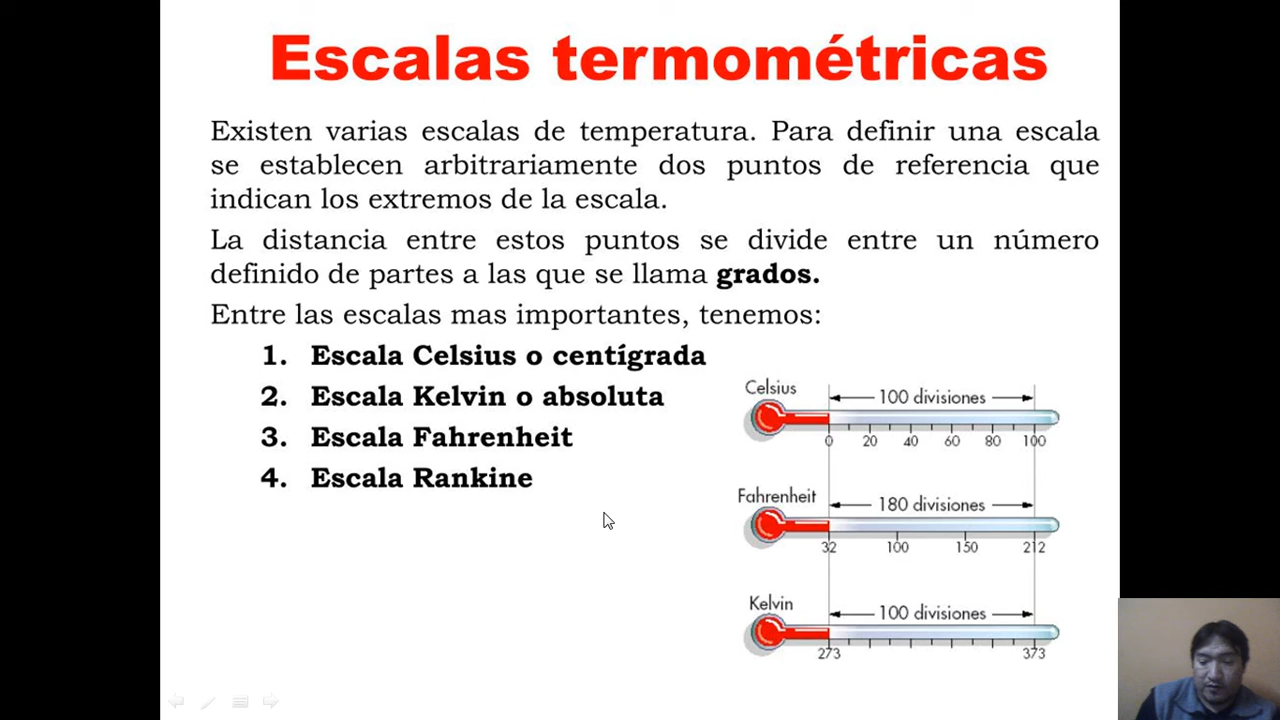 Escalas termométricas
Existen varias escalas de temperatura. Para definir una escala
se establecen arbitrariamente dos puntos de referencia que
indican los extremos de la escala.
La distancia entre estos puntos se divide entre un número
definido de partes a las que se llama grados.
Entre las escalas mas importantes, tenemos:
1. Escala Celsius o centígrada
2. Escala Kelvin o absoluta
3. Escala Fahrenheit
4. Escala Rankine
Celsius
100 divisiones
0 20 40 60 80 100
Fahrenheit
180 divisiones
32 100 150 212
Kelvin
100 divisiones
273 373